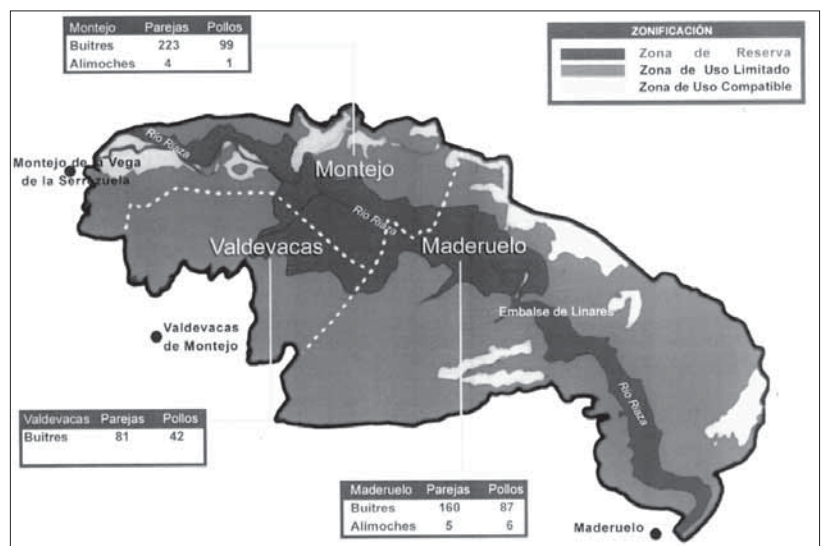 Montejo Parejas Pollos
Buitres 223 99
Alimoches 4 1
ZONIFICACIÓN
Zona de Reserva
Zona de Uso Limitado
Zona de Uso Compatible
Río Riaza
Montejo de la Vega
de la Serrezuela
Montejo
Río Riaza
Valdevacas
Maderuelo
Embalse de Linares
Valdevacas
de Montejo
Río Riaza
Valdevacas Parejas Pollos
Buitres 81 42
Maderuelo Parejas Pollos
Buitres 160 87
Alimoches 5 6
Maderuelo